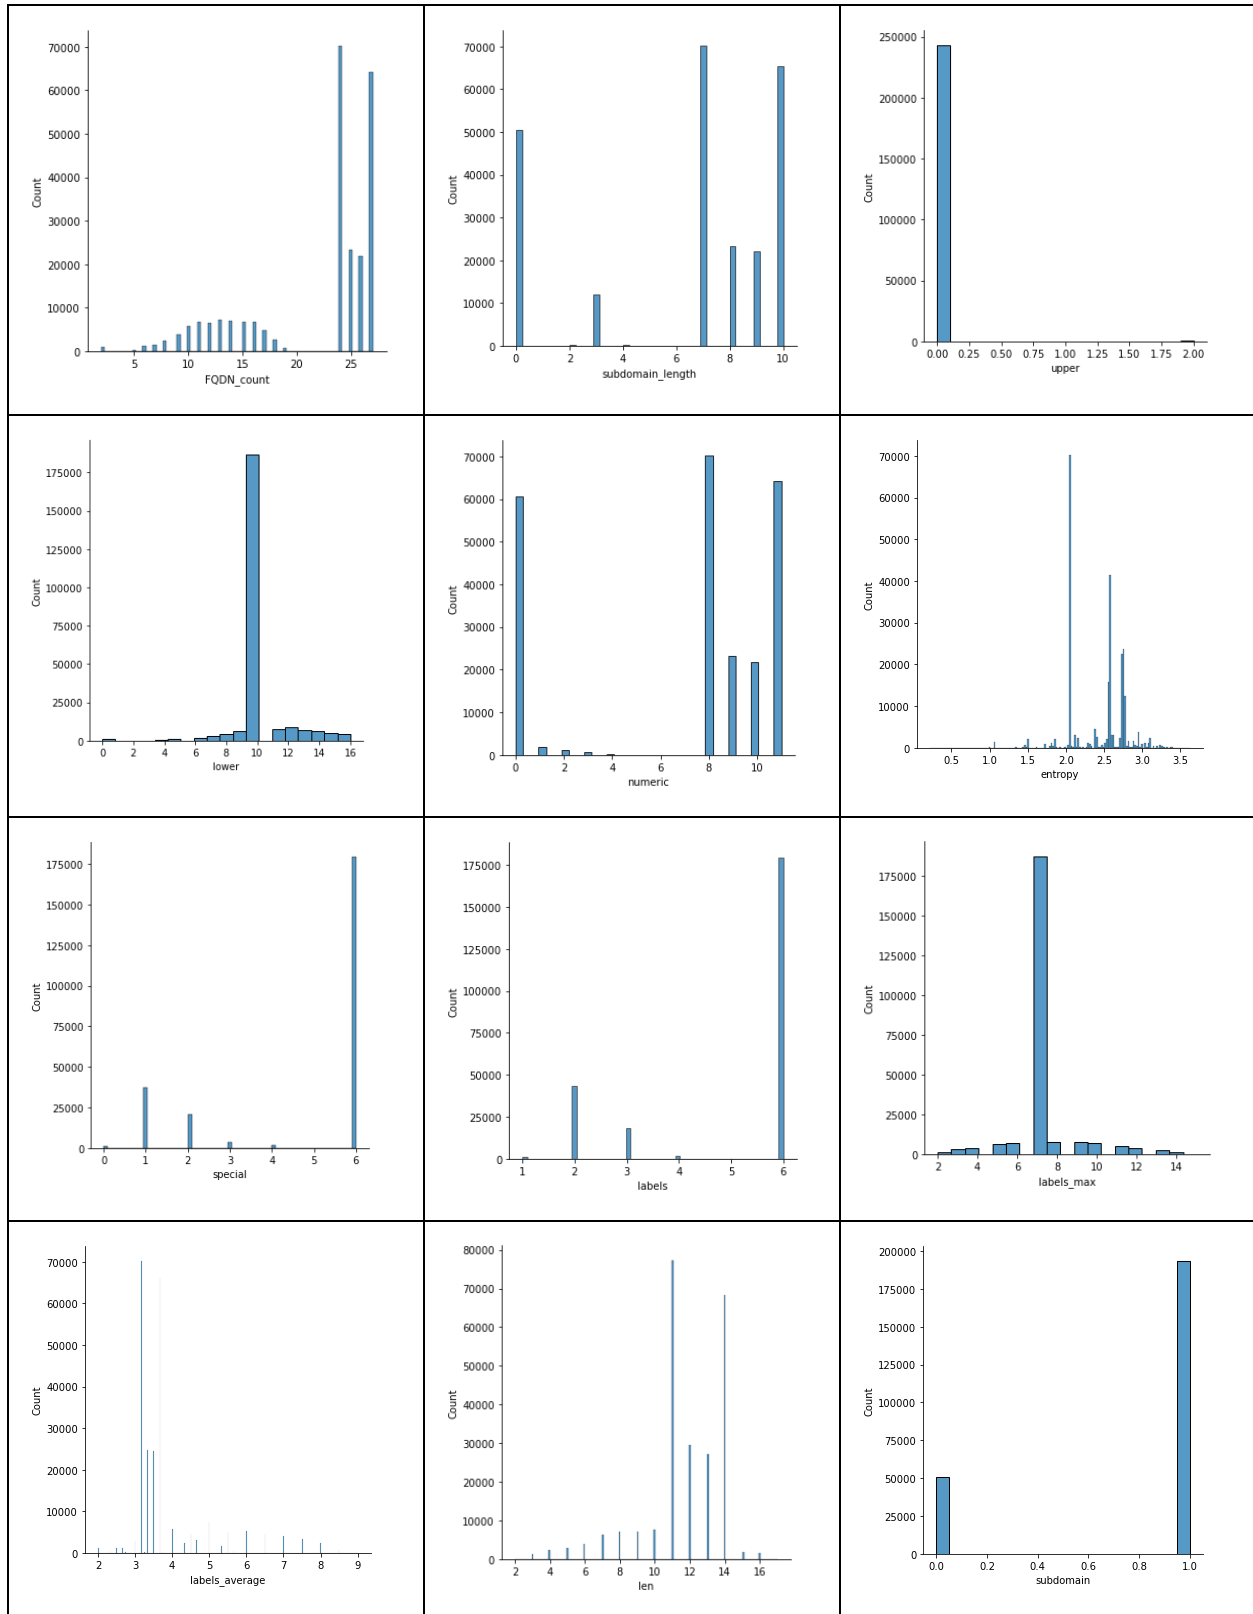 70000
60000
50000
40000
30000
20000
10000
0
Count
5 10 15 20 25
FQDN_count
70000
60000
50000
40000
30000
20000
10000
0
Count
0 2 4 6 8 10
subdomain_length
250000
200000
150000
100000
50000
0
Count
0.00 0.25 0.50 0.75 1.00 1.25 1.50 1.75 2.00
upper
175000
150000
125000
100000
75000
50000
25000
0
Count
0 2 4 6 8 10 12 14 16
lower
70000
60000
50000
40000
30000
20000
10000
0
Count
0 2 4 6 8 10
numeric
70000
60000
50000
40000
30000
20000
10000
0
Count
0.5 1.0 1.5 2.0 2.5 3.0 3.5
entropy
175000
150000
125000
100000
75000
50000
25000
0
Count
0 1 2 3 4 5 6
special
175000
150000
125000
100000
75000
50000
25000
0
Count
1 2 3 4 5 6
labels
175000
150000
125000
100000
75000
50000
25000
0
Count
2 4 6 8 10 12 14
labels_max
70000
60000
50000
40000
30000
20000
10000
0
Count
2 3 4 5 6 7 8 9
labels_average
80000
70000
60000
50000
40000
30000
20000
10000
0
Count
2 4 6 8 10 12 14 16
len
200000
175000
150000
125000
100000
75000
50000
25000
0
Count
0.0 0.2 0.4 0.6 0.8 1.0
subdomain